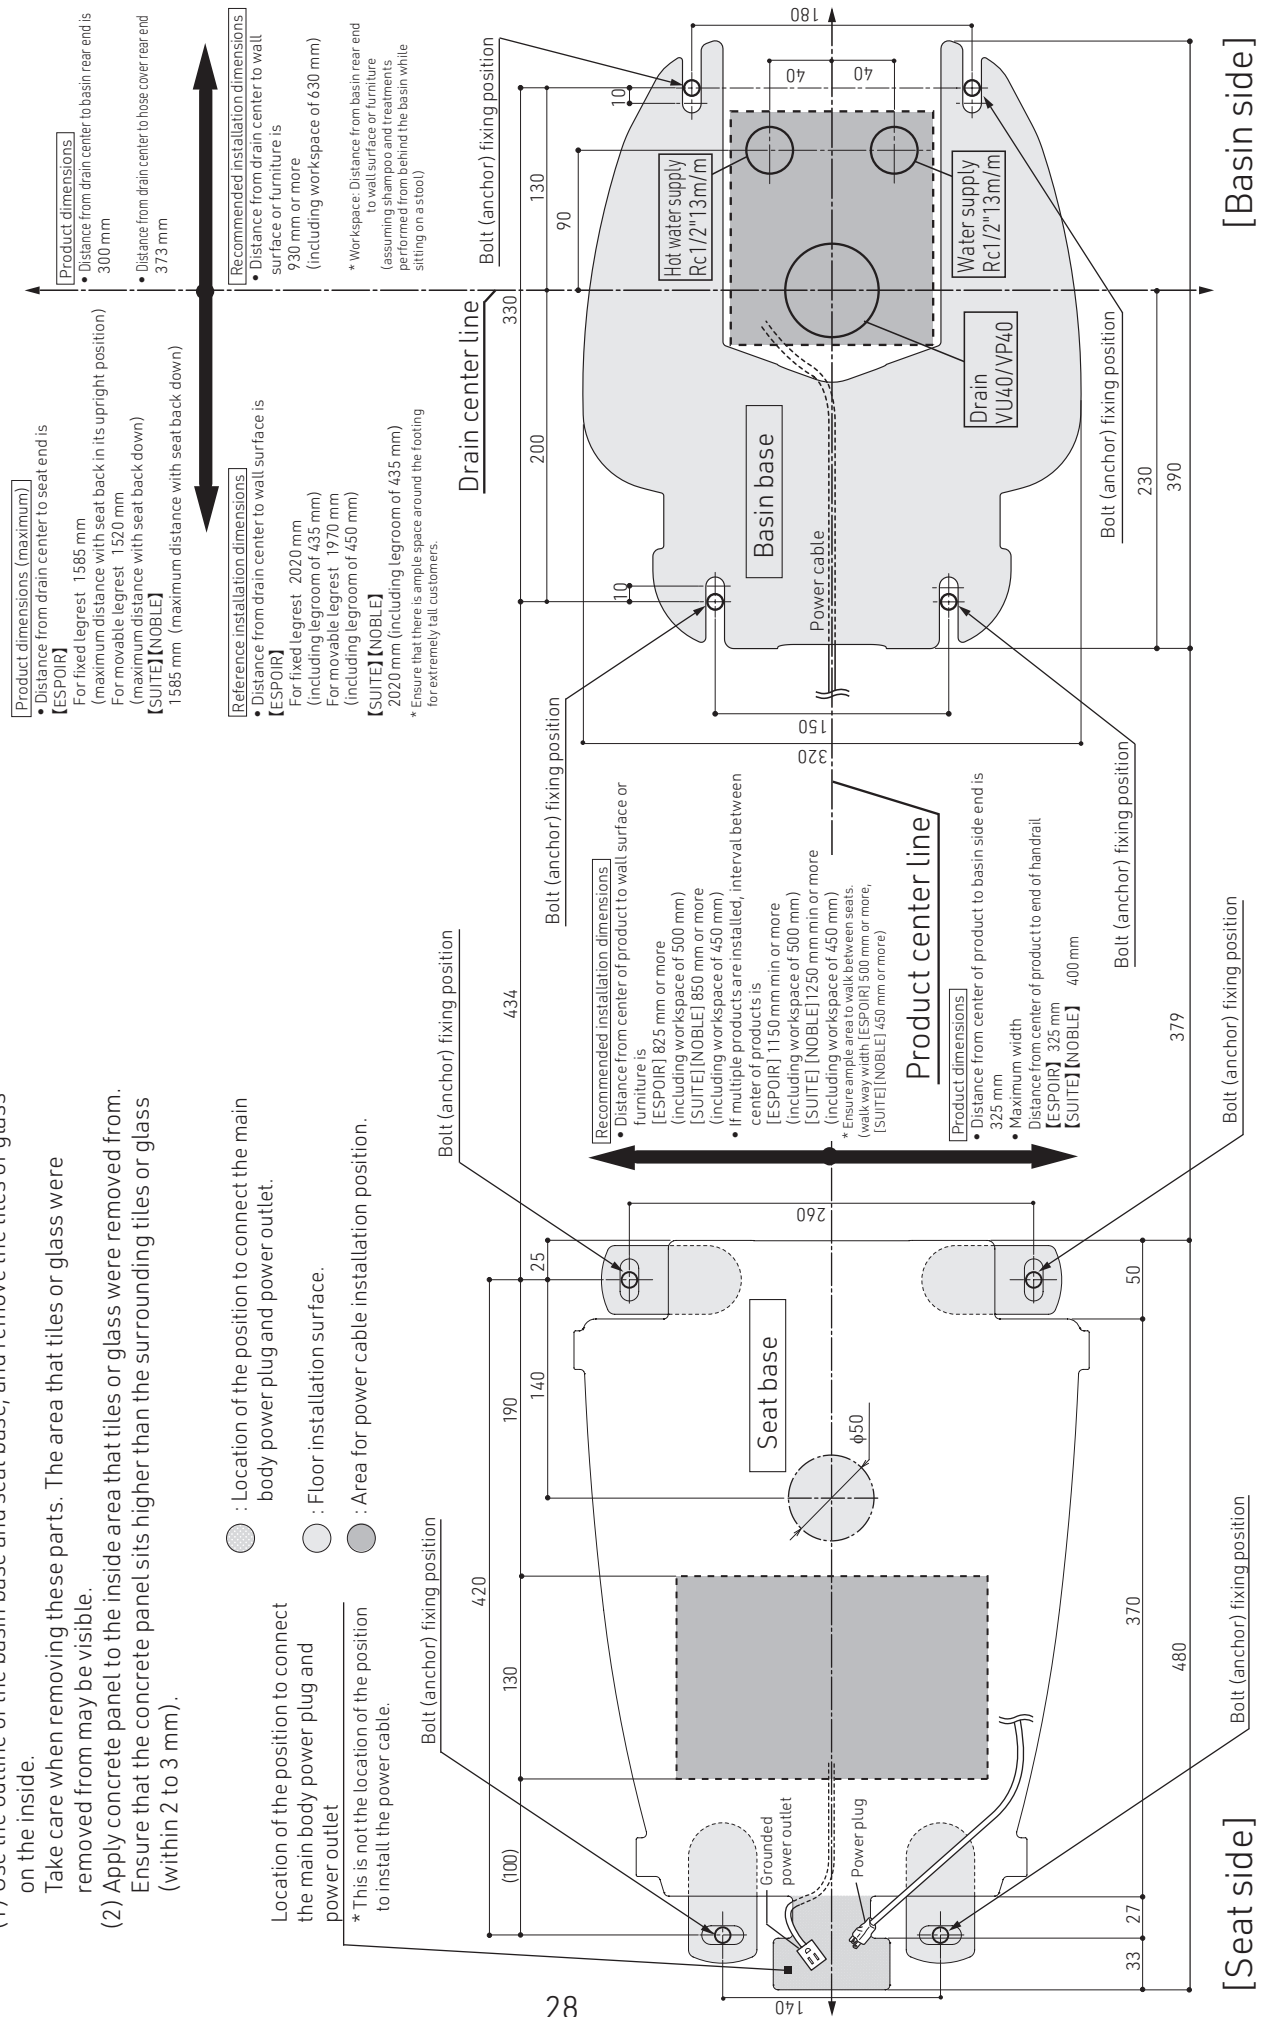 on the inside.
Take care when removing these parts. The area that tiles or glass were
removed from may be visible.
(2) Apply concrete panel to the inside area that tiles or glass were removed from.
Ensure that the concrete panel sits higher than the surrounding tiles or glass
(within 2 to 3 mm).
: Location of the position to connect the main
body power plug and power outlet.
: Floor installation surface.
: Area for power cable installation position.
Location of the position to connect
the main body power plug and
power outlet
* This is not the location of the position
to install the power cable.
Product dimensions (maximum)
• Distance from drain center to seat end is
【ESPOIR】
For fixed legrest 1585 mm
(maximum distance with seat back in its upright position)
For movable legrest 1520 mm
(maximum distance with seat back down)
【SUITE】【NOBLE】
1585 mm (maximum distance with seat back down)
Reference installation dimensions
• Distance from drain center to wall surface is
【ESPOIR】
For fixed legrest 2020 mm
(including legroom of 435 mm)
For movable legrest 1970 mm
(including legroom of 450 mm)
【SUITE】【NOBLE】
2020 mm (including legroom of 435 mm)
* Ensure that there is ample space around the footing
for extremely tall customers.
Product dimensions
• Distance from drain center to basin rear end is
300 mm
• Distance from drain center to hose cover rear end
373 mm
Recommended installation dimensions
• Distance from drain center to wall
surface or furniture is
930 mm or more
(including workspace of 630 mm)
* Workspace: Distance from basin rear end
to wall surface or furniture
(assuming shampoo and treatments
performed from behind the basin while
sitting on a stool)
Drain center line
Bolt (anchor) fixing position
Bolt (anchor) fixing position
Bolt (anchor) fixing position
Bolt (anchor) fixing position
420
434
330
(100)
130
190
140
25
200
130
90
10
10
Seat base
φ50
260
Grounded
power outlet
Power plug
140
Basin base
Power cable
150
320
180
40
40
Hot water supply
Rc1/2"13m/m
Water supply
Rc1/2"13m/m
Drain
VU40/VP40
Recommended installation dimensions
• Distance from center of product to wall surface or
furniture is
[ESPOIR] 825 mm or more
(including workspace of 500 mm)
[SUITE] [NOBLE] 850 mm or more
(including workspace of 450 mm)
• If multiple products are installed, interval between
center of products is
[ESPOIR] 1150 mm min or more
(including workspace of 500 mm)
[SUITE] [NOBLE]1250 mm min or more
(including workspace of 450 mm)
* Ensure ample area to walk between seats.
(walk way width [ESPOIR] 500 mm or more,
[SUITE] [NOBLE] 450 mm or more)
Product center line
Product dimensions
• Distance from center of product to basin side end is
325 mm
• Maximum width
Distance from center of product to end of handrail
【ESPOIR】 325 mm
【SUITE】【NOBLE】 400 mm
33
27
370
50
230
480
379
390
Bolt (anchor) fixing position
Bolt (anchor) fixing position
Bolt (anchor) fixing position
Bolt (anchor) fixing position
[Seat side]
[Basin side]
28